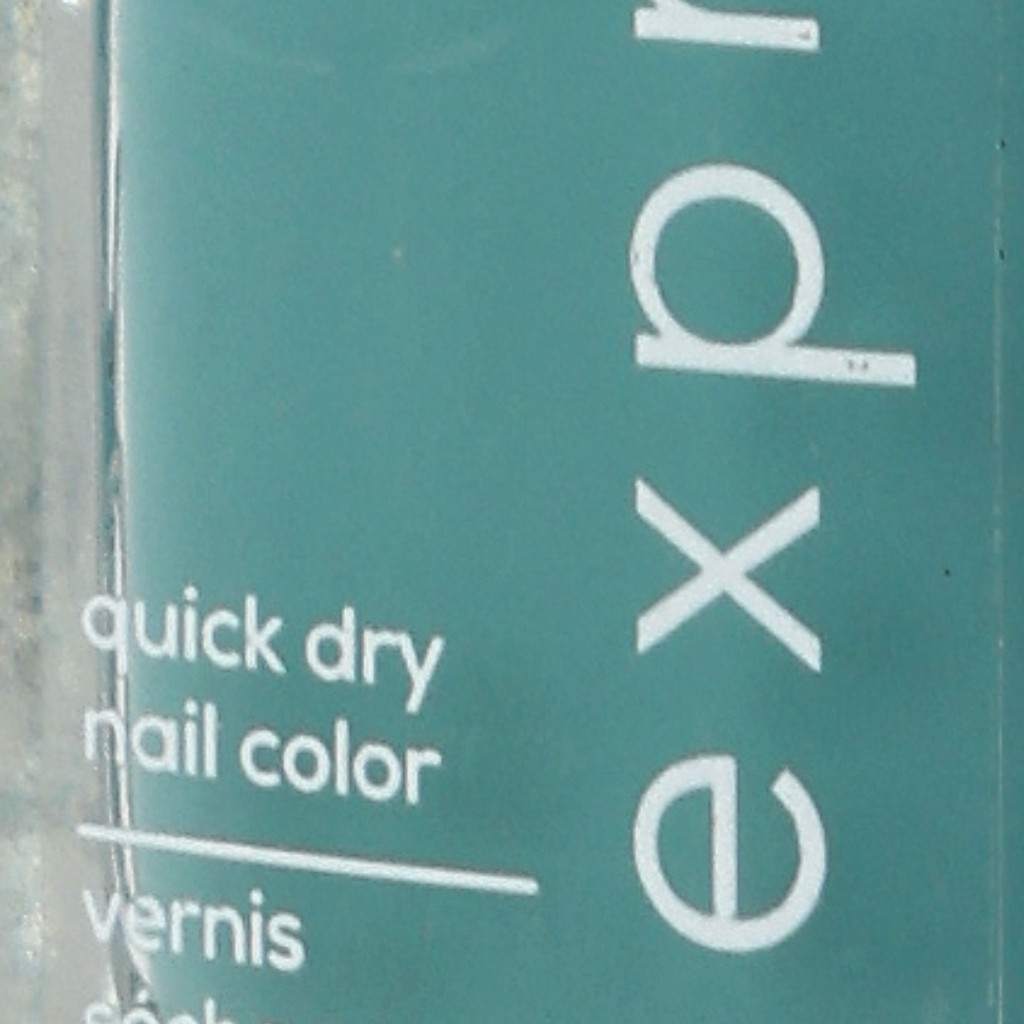 expr
quick dry
nail color
vernis